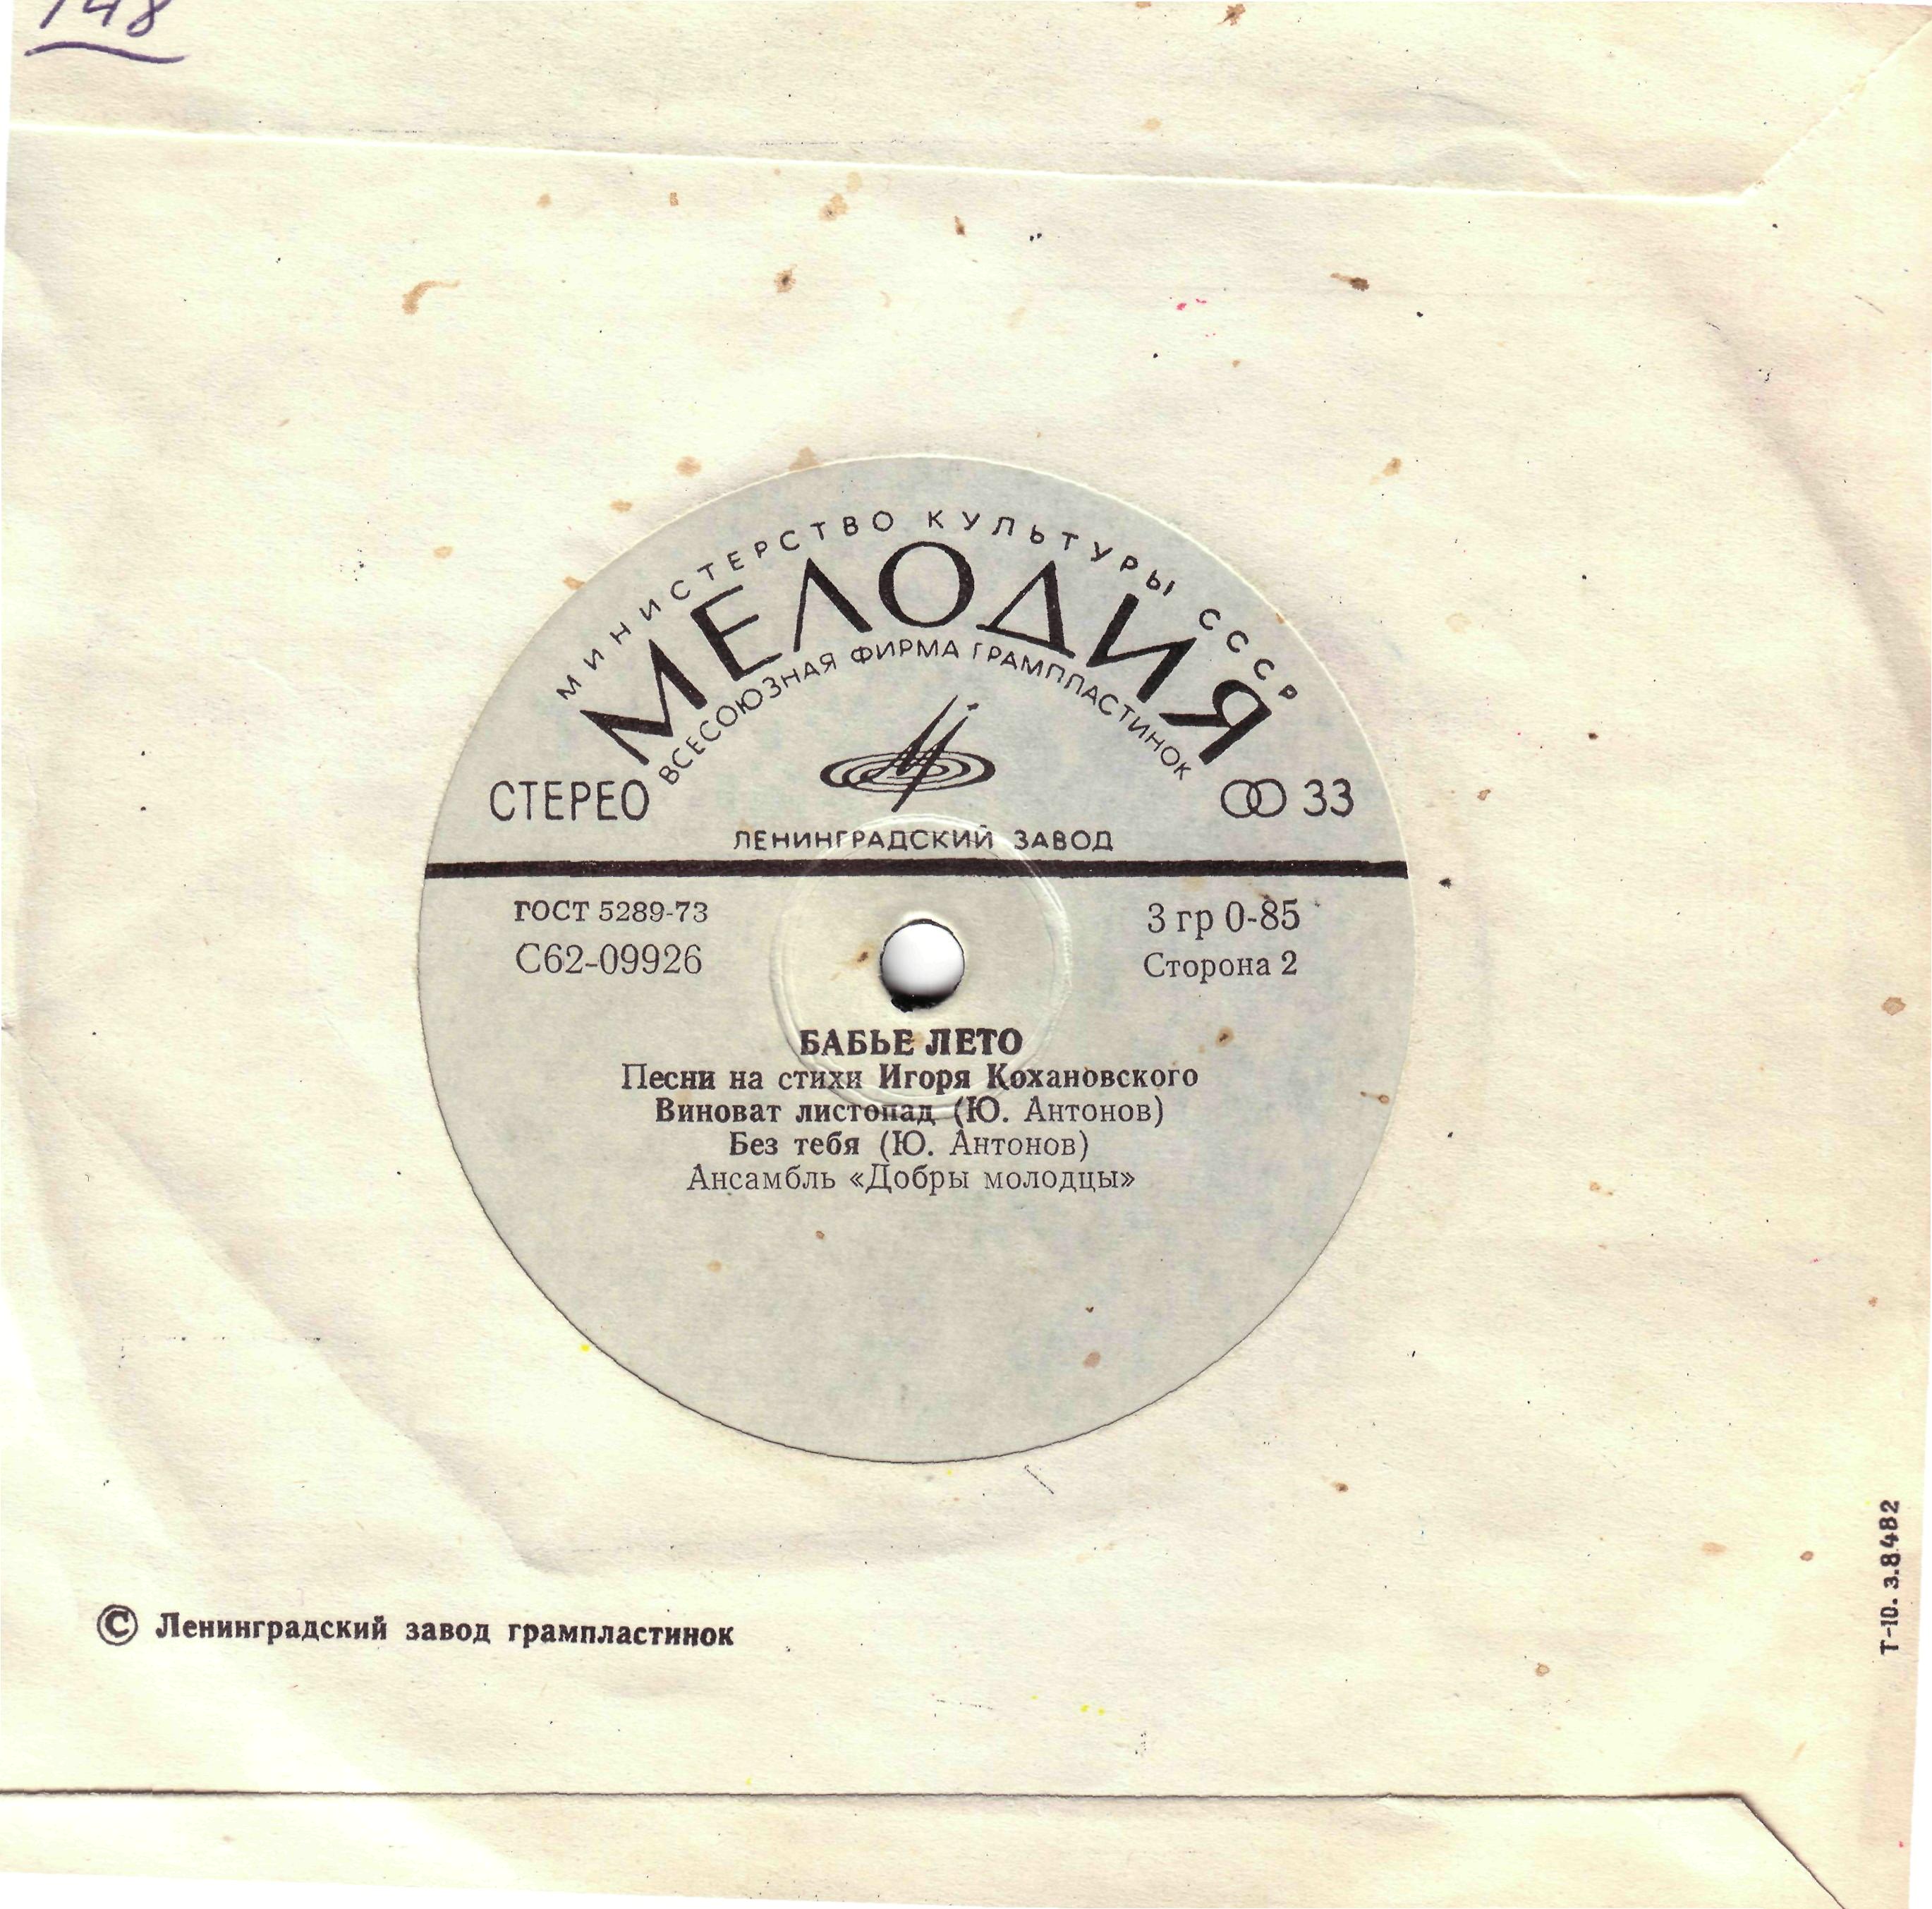 148
МИНИСТЕРСТВО КУЛЬТУРЫ СССР
МЕЛОДИЯ
ВСЕСОЮЗНАЯ ФИРМА ГРАМПЛАСТИНОК
СТЕРЕО
33
ЛЕНИНГРАДСКИЙ ЗАВОД
ГОСТ 5289-73
3 гр 0-85
С62-09926
Сторона 2
БАБЬЕ ЛЕТО
Песни на стихи Игоря Кохановского
Виноват листопад (Ю. Антонов)
Без тебя (Ю. Антонов)
Ансамбль «Добры молодцы»
© Ленинградский завод грампластинок
Т-10. 3.8482